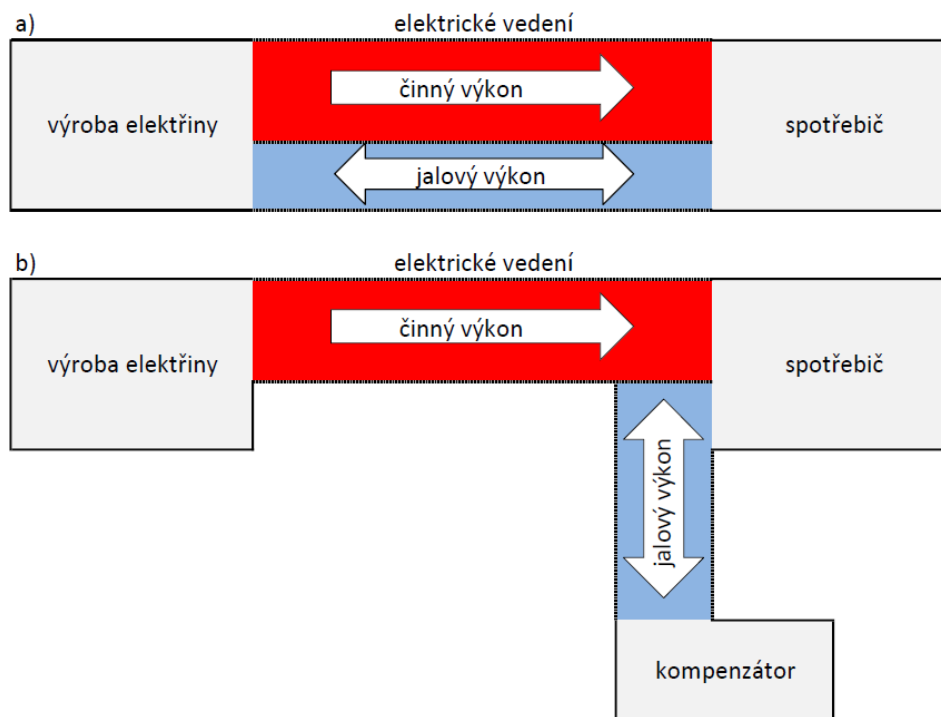 a)
elektrické vedení
výroba elektřiny
činný výkon
spotřebič
jalový výkon
b)
elektrické vedení
výroba elektřiny
činný výkon
spotřebič
jalový výkon
kompenzátor